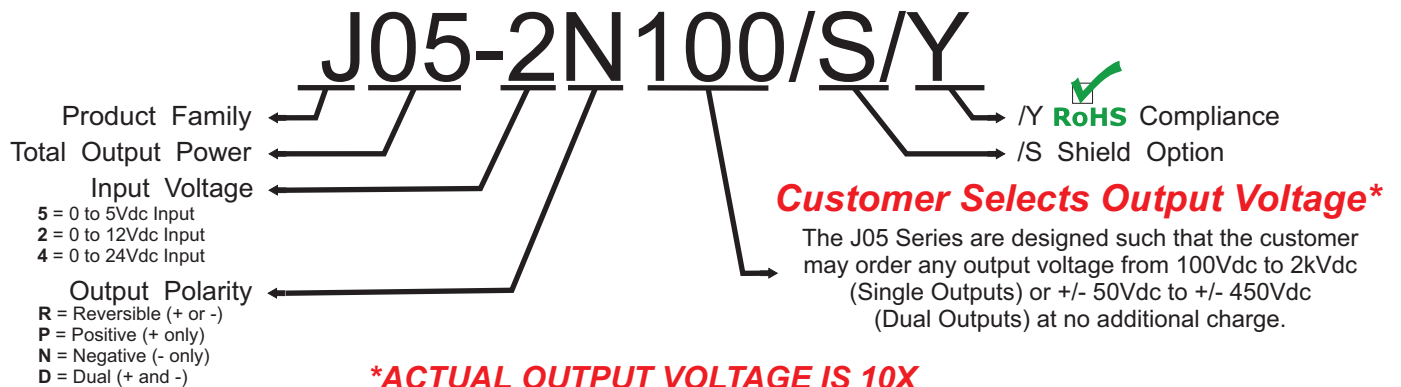 J05-2N100/S/Y
Product Family
Total Output Power
Input Voltage
5 = 0 to 5Vdc Input
2 = 0 to 12Vdc Input
4 = 0 to 24Vdc Input
Output Polarity
R = Reversible (+ or -)
P = Positive (+ only)
N = Negative (- only)
D = Dual (+ and -)
/Y RoHS Compliance
/S Shield Option
Customer Selects Output Voltage*
The J05 Series are designed such that the customer
may order any output voltage from 100Vdc to 2kVdc
(Single Outputs) or +/- 50Vdc to +/- 450Vdc
(Dual Outputs) at no additional charge.
*ACTUAL OUTPUT VOLTAGE IS 10X